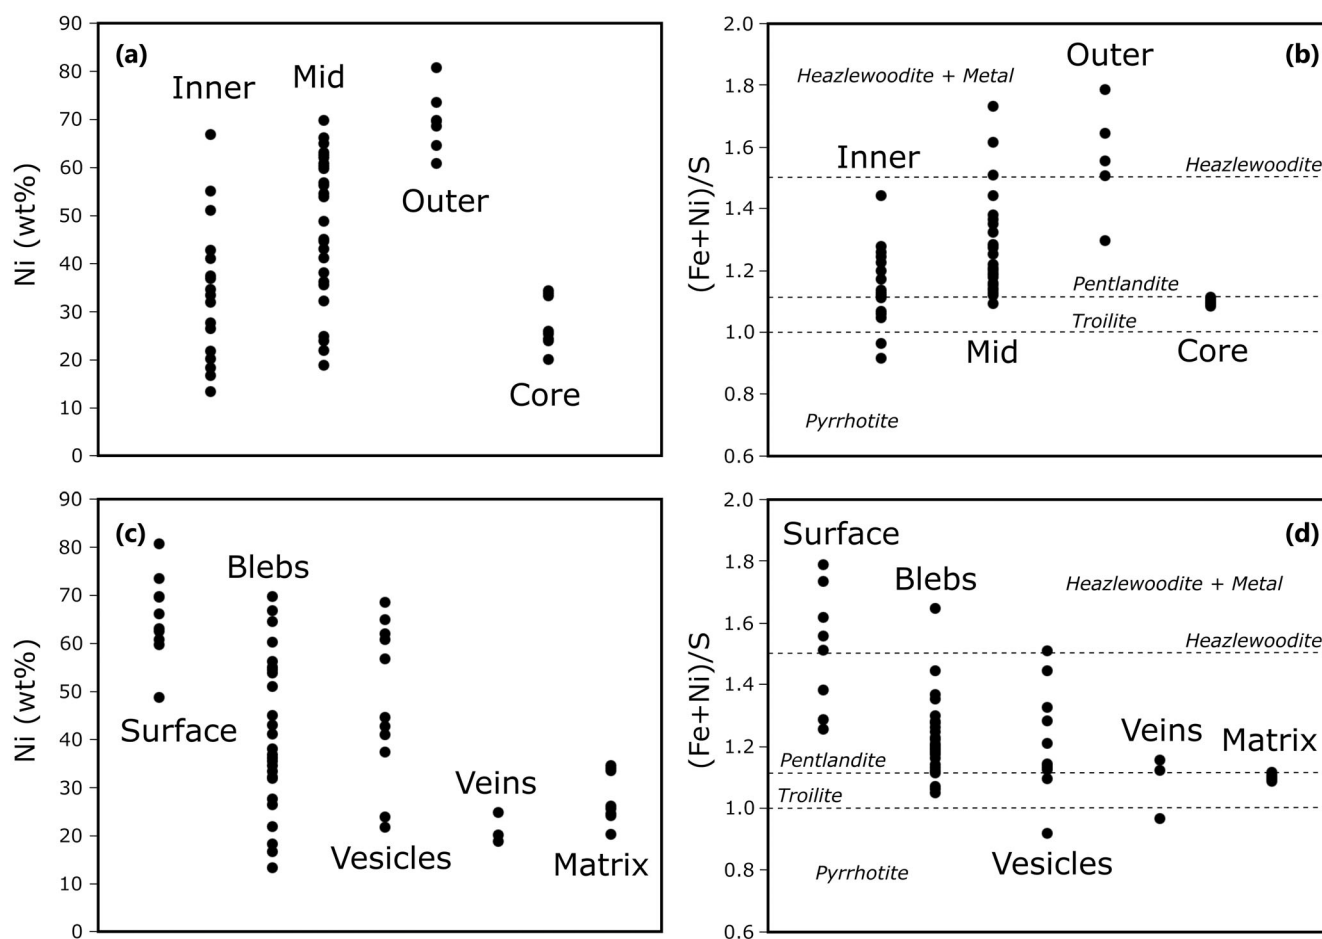 90
80
70
60
50
40
30
20
10
0
Ni (wt%)
(a)
Inner
Mid
Outer
Core
2.0
1.8
1.6
1.4
1.2
1.0
0.8
0.6
(Fe+Ni)/S
(b)
Outer
Heazlewoodite + Metal
Inner
Heazlewoodite
Pentlandite
Troilite
Mid
Core
Pyrrhotite
90
80
70
60
50
40
30
20
10
0
Ni (wt%)
(c)
Blebs
Surface
Veins
Vesicles
Matrix
2.0
1.8
1.6
1.4
1.2
1.0
0.8
0.6
(Fe+Ni)/S
(d)
Surface
Blebs
Heazlewoodite + Metal
Heazlewoodite
Veins
Matrix
Pentlandite
Troilite
Vesicles
Pyrrhotite